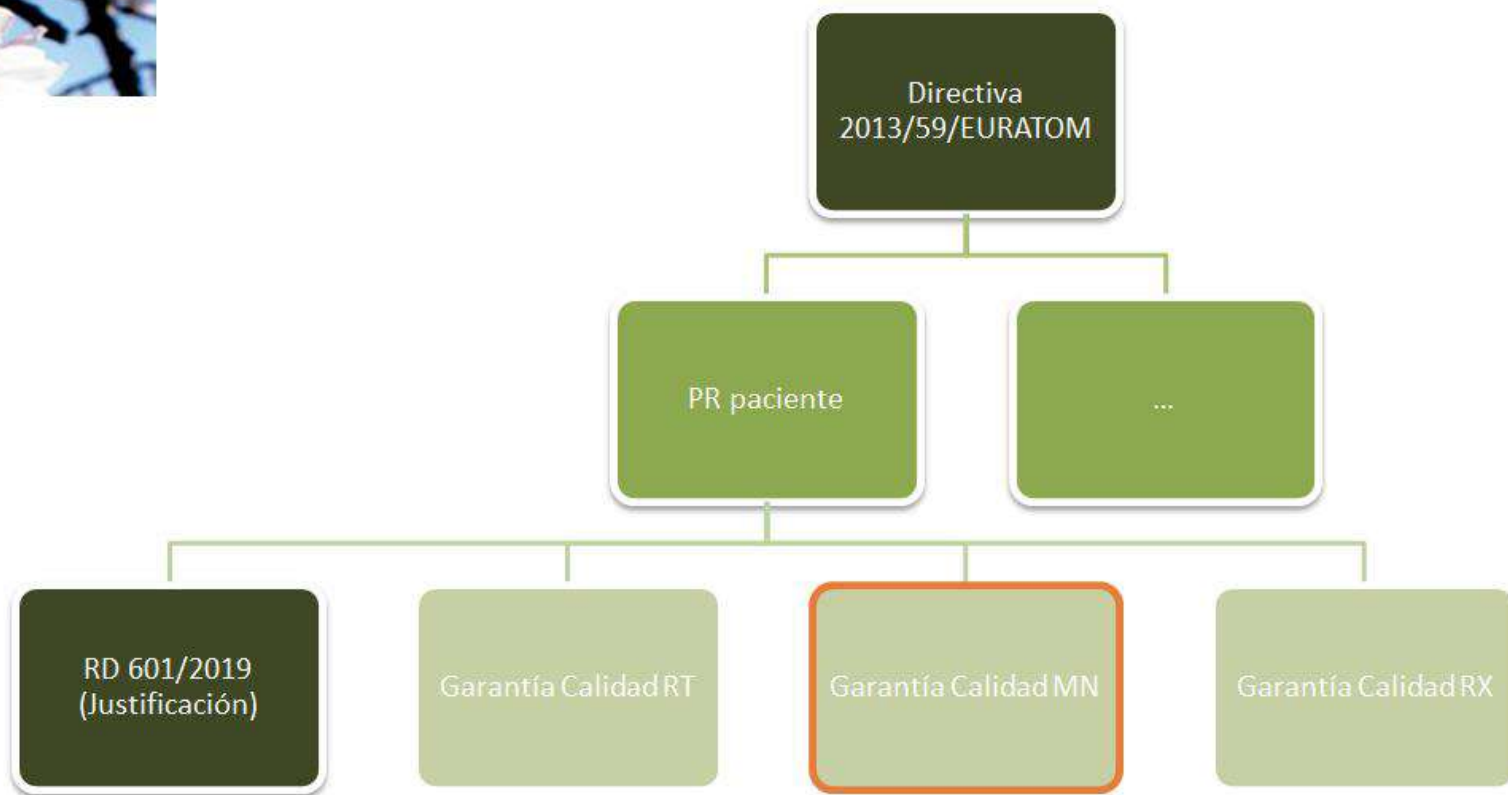 Directiva
2013/59/EURATOM
PR paciente
...
RD 601/2019
(Justificación)
Garantía Calidad RT
Garantía Calidad MN
Garantía Calidad RX